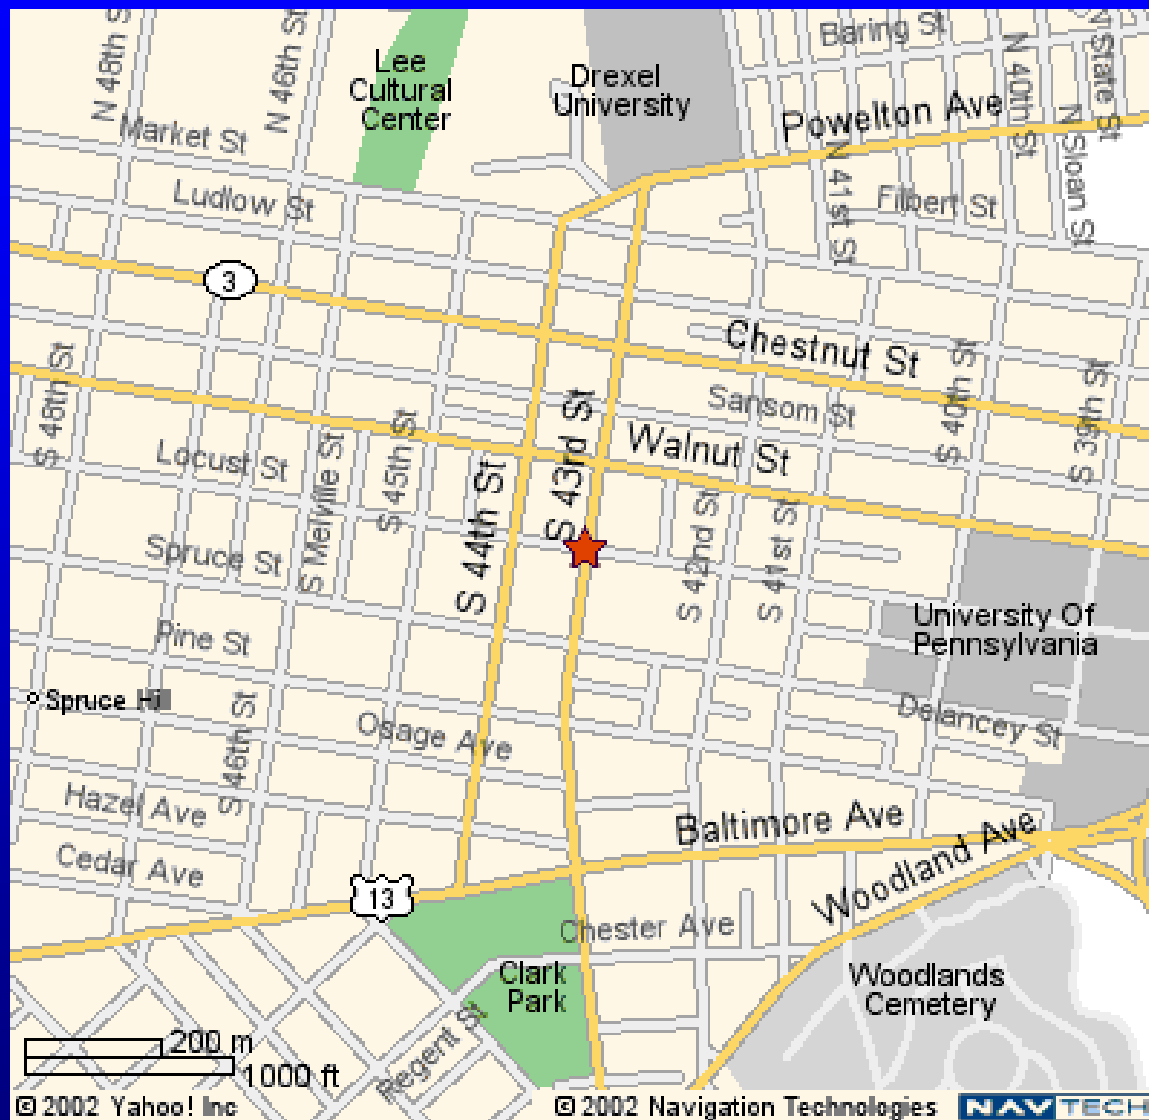 N 48th S
N 46th S
Lee
Cultural
Center
Drexel
University
Baring St
N 40th St
N State St
Powelton Ave
Market St
N Sloan St
N 41st St
Ludlow St
Filbert St
3
Chestnut St
S 48th St
S 40th St
S 39th St
Sansom St
S 43rd St
S 45th St
Walnut St
Locust St
S Melville St
S 44th St
S 42nd St
S 41st St
Spruce St
University Of
Pennsylvania
Pine St
Spruce Hil
S 46th St
Osage Ave
Delancey St
Hazel Ave
Baltimore Ave
Woodland Ave
Cedar Ave
13
Chester Ave
Clark
Park
Woodlands
Cemetery
Regent St
200 m
1000 ft
© 2002 Yahoo! Inc
© 2002 Navigation Technologies
NAVTECH